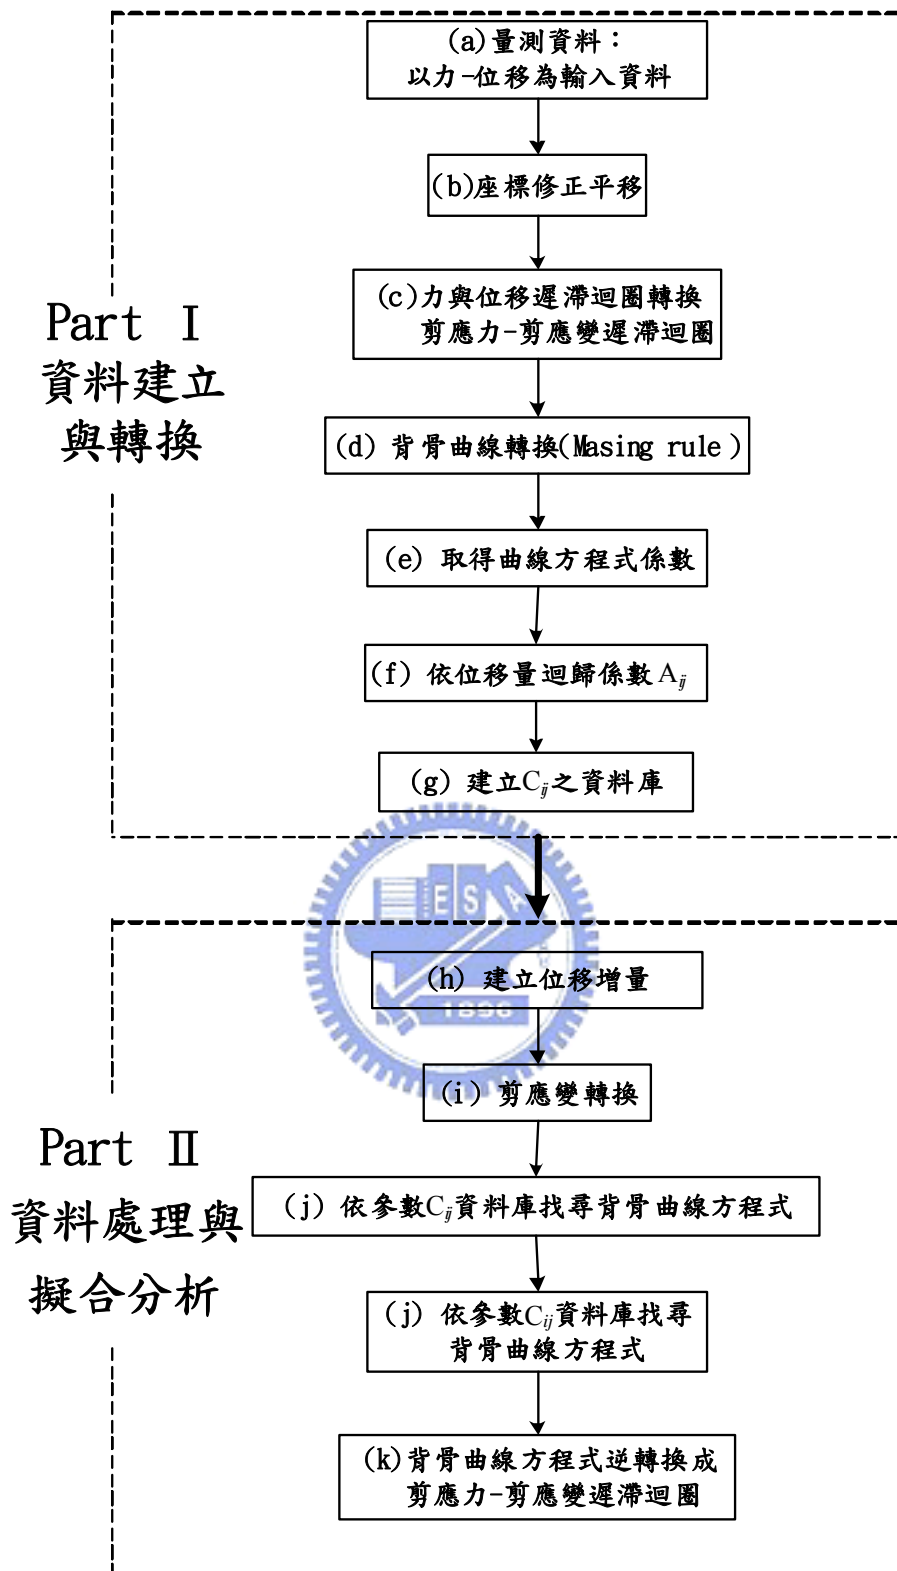 (a)量測資料：
以力-位移為輸入資料
(b)座標修正平移
(c)力與位移遲滯迴圈轉換
剪應力-剪應變遲滯迴圈
Part I
資料建立
與轉換
(d) 背骨曲線轉換(Masing rule)
(e) 取得曲線方程式係數
(f) 依位移量迴歸係數Aij
(g) 建立Cij之資料庫
ESA
(h) 建立位移增量
1896
(i) 剪應變轉換
Part Ⅱ
資料處理與
擬合分析
(j) 依參數Cij資料庫找尋背骨曲線方程式
(j) 依參數Cij資料庫找尋
背骨曲線方程式
(k)背骨曲線方程式逆轉換成
剪應力-剪應變遲滯迴圈